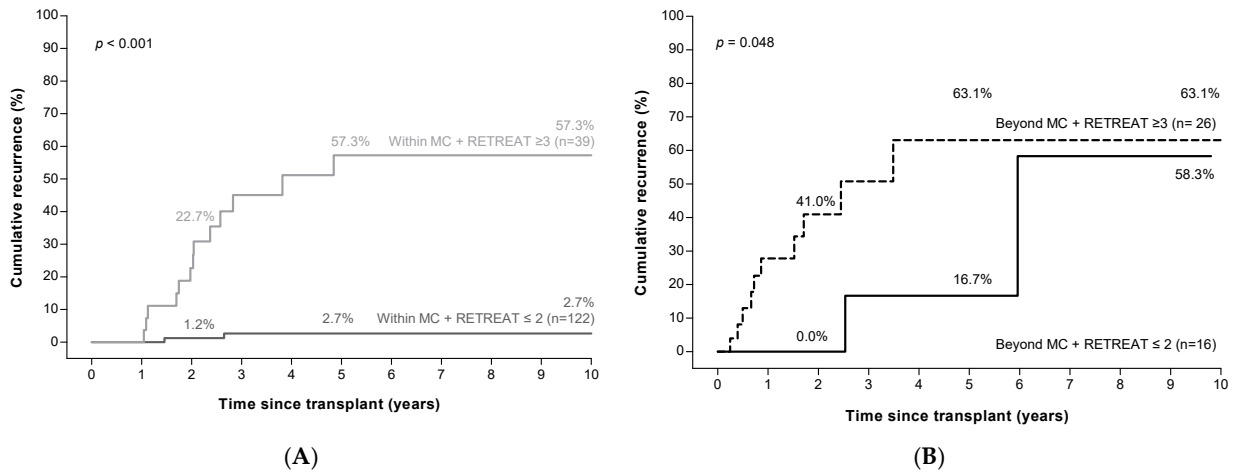 100
90
80
70
60
50
40
30
20
10
0
Cumulative recurrence (%)
p < 0.001
57.3%
57.3%
Within MC + RETREAT ≥3 (n=39)
22.7%
2.7%
1.2%
2.7%
Within MC + RETREAT ≤ 2 (n=122)
0 1 2 3 4 5 6 7 8 9 10
Time since transplant (years)
(A)
100
90
80
70
60
50
40
30
20
10
0
Cumulative recurrence (%)
p = 0.048
63.1% 63.1%
Beyond MC + RETREAT ≥3 (n= 26)
41.0%
58.3%
16.7%
0.0%
Beyond MC + RETREAT ≤ 2 (n=16)
0 1 2 3 4 5 6 7 8 9 10
Time since transplant (years)
(B)